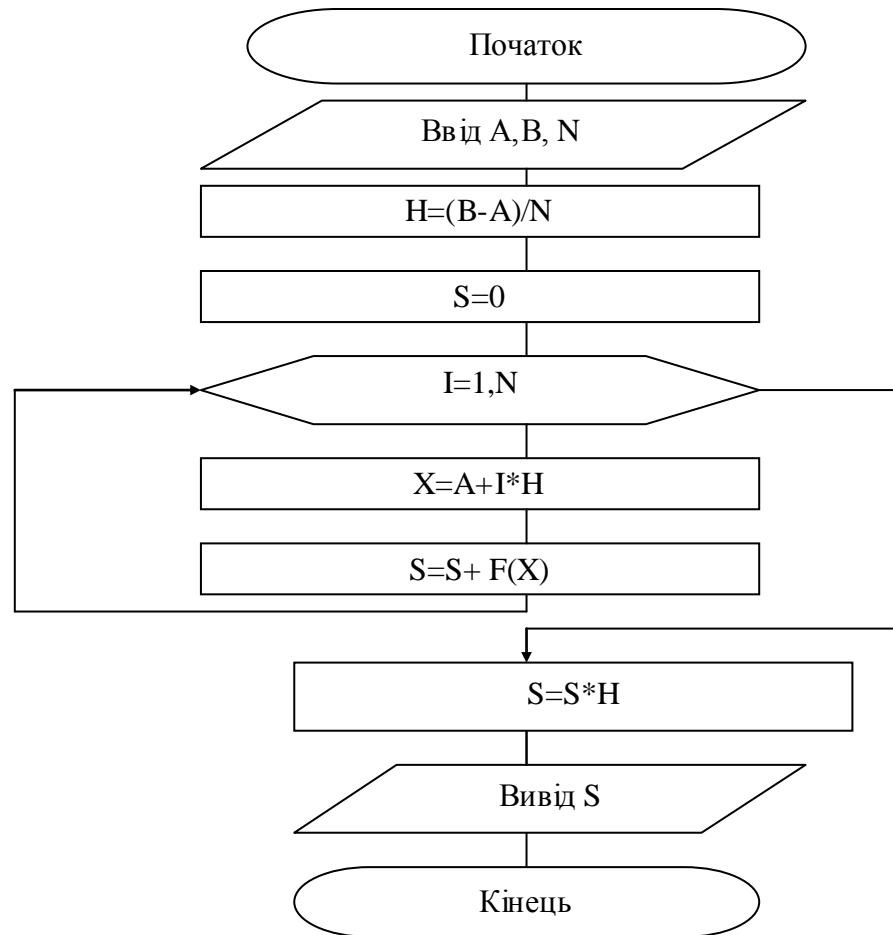 Початок
Ввід A,B, N
H=(B-A)/N
S=0
I=1,N
X=A+I*H
S=S+ F(X)
S=S*H
Вивід S
Кінець